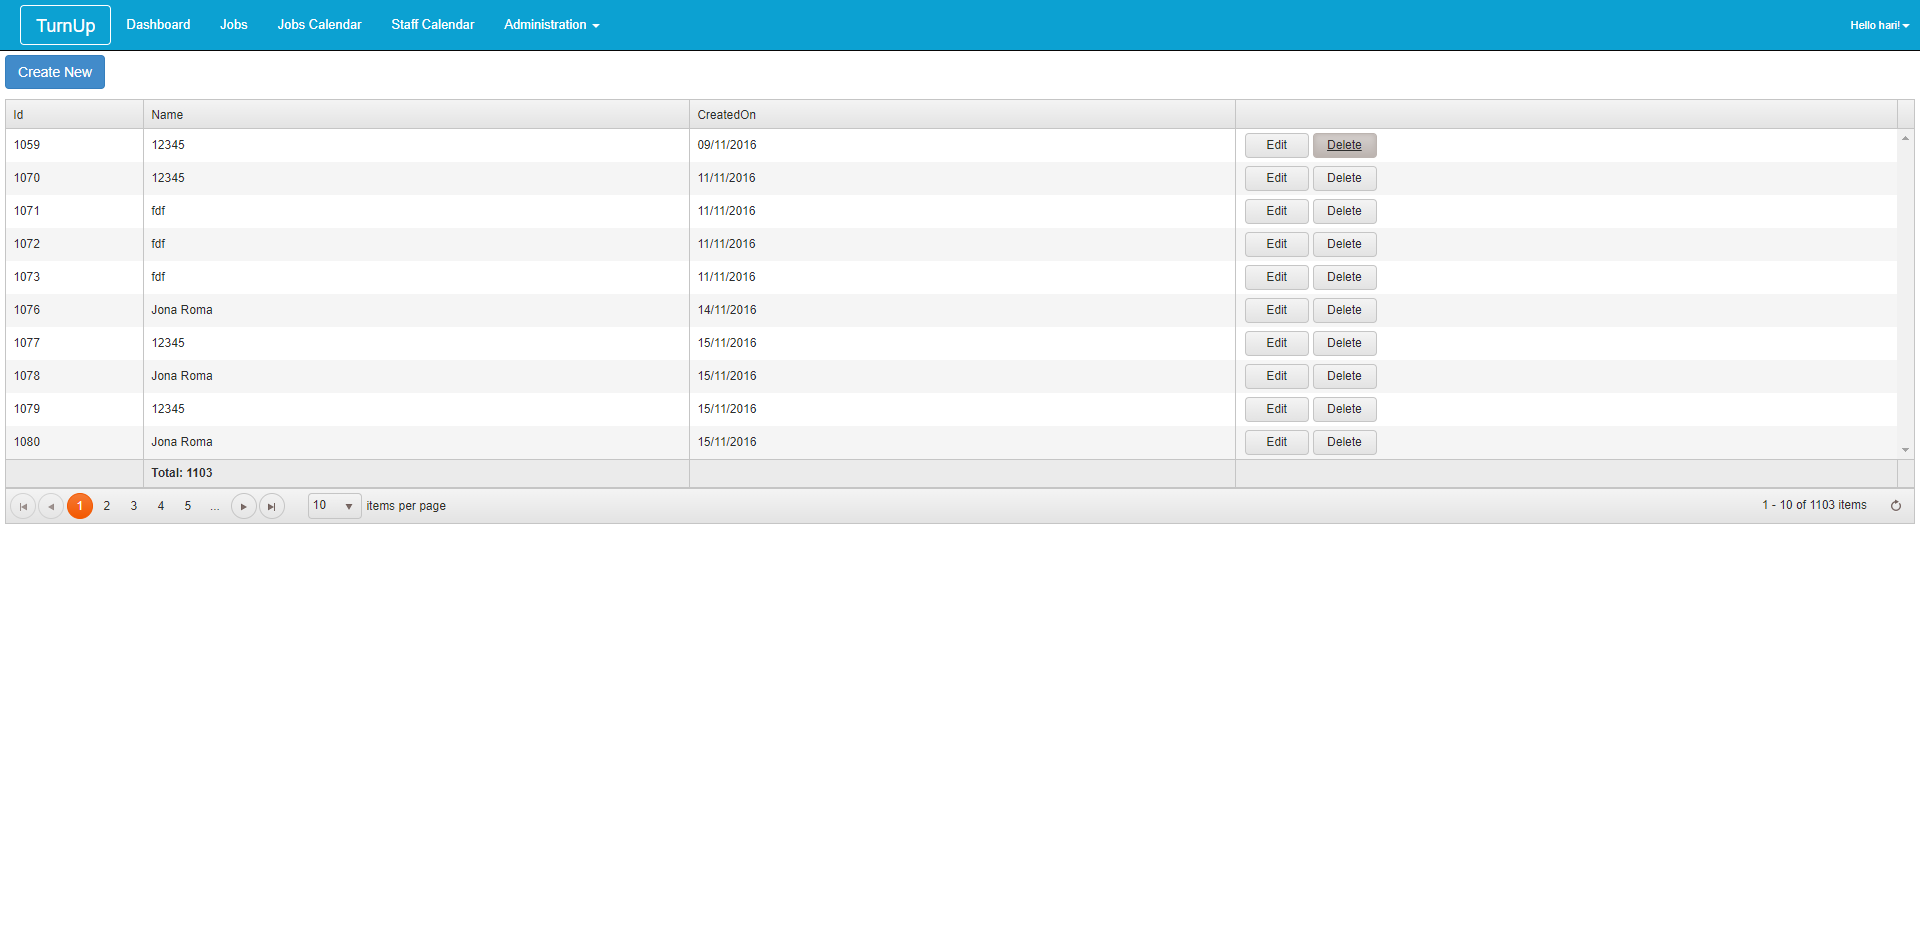 TurnUp Dashboard Jobs Jobs Calendar Staff Calendar Administration Hello hari!
Create New
Id Name CreatedOn
1059 12345 09/11/2016 Edit Delete
1070 12345 11/11/2016 Edit Delete
1071 fdf 11/11/2016 Edit Delete
1072 fdf 11/11/2016 Edit Delete
1073 fdf 11/11/2016 Edit Delete
1076 Jona Roma 14/11/2016 Edit Delete
1077 12345 15/11/2016 Edit Delete
1078 Jona Roma 15/11/2016 Edit Delete
1079 12345 15/11/2016 Edit Delete
1080 Jona Roma 15/11/2016 Edit Delete
Total: 1103
1 2 3 4 5 ... 10 items per page 1 - 10 of 1103 items